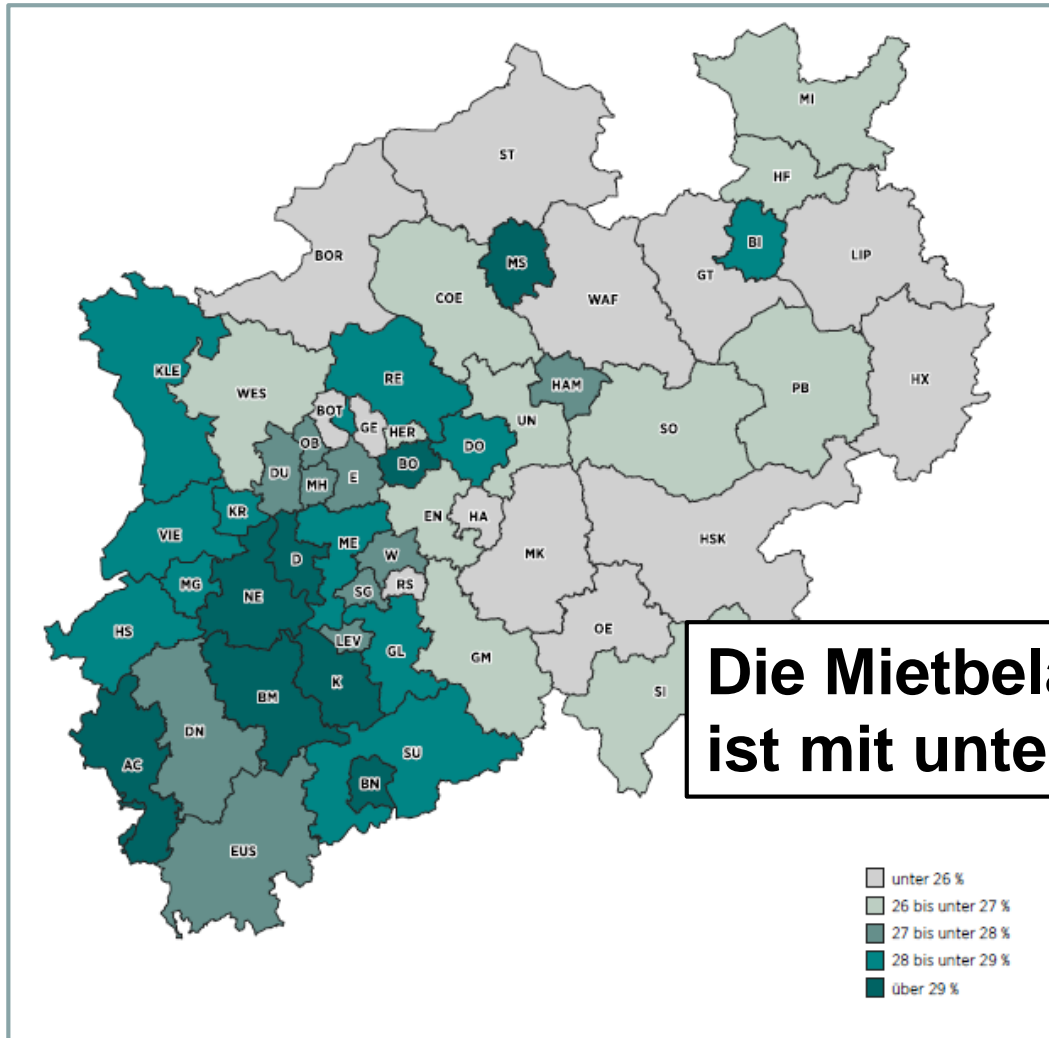 MI
ST
HF
BI
BOR
MS
LIP
GT
COE
WAF
KLE
RE
HAM
PB
HX
WES
BOT
GE
HER
UN
SO
OB
DO
DU
MH
E
BO
KR
EN
HA
VIE
ME
W
MK
HSK
D
MG
NE
SG
RS
HS
LEV
GL
GM
OE
K
SI
BM
DN
SU
AC
BN
EUS
Die Mietbela
ist mit unte
unter 26 %
26 bis unter 27 %
27 bis unter 28 %
28 bis unter 29 %
über 29 %